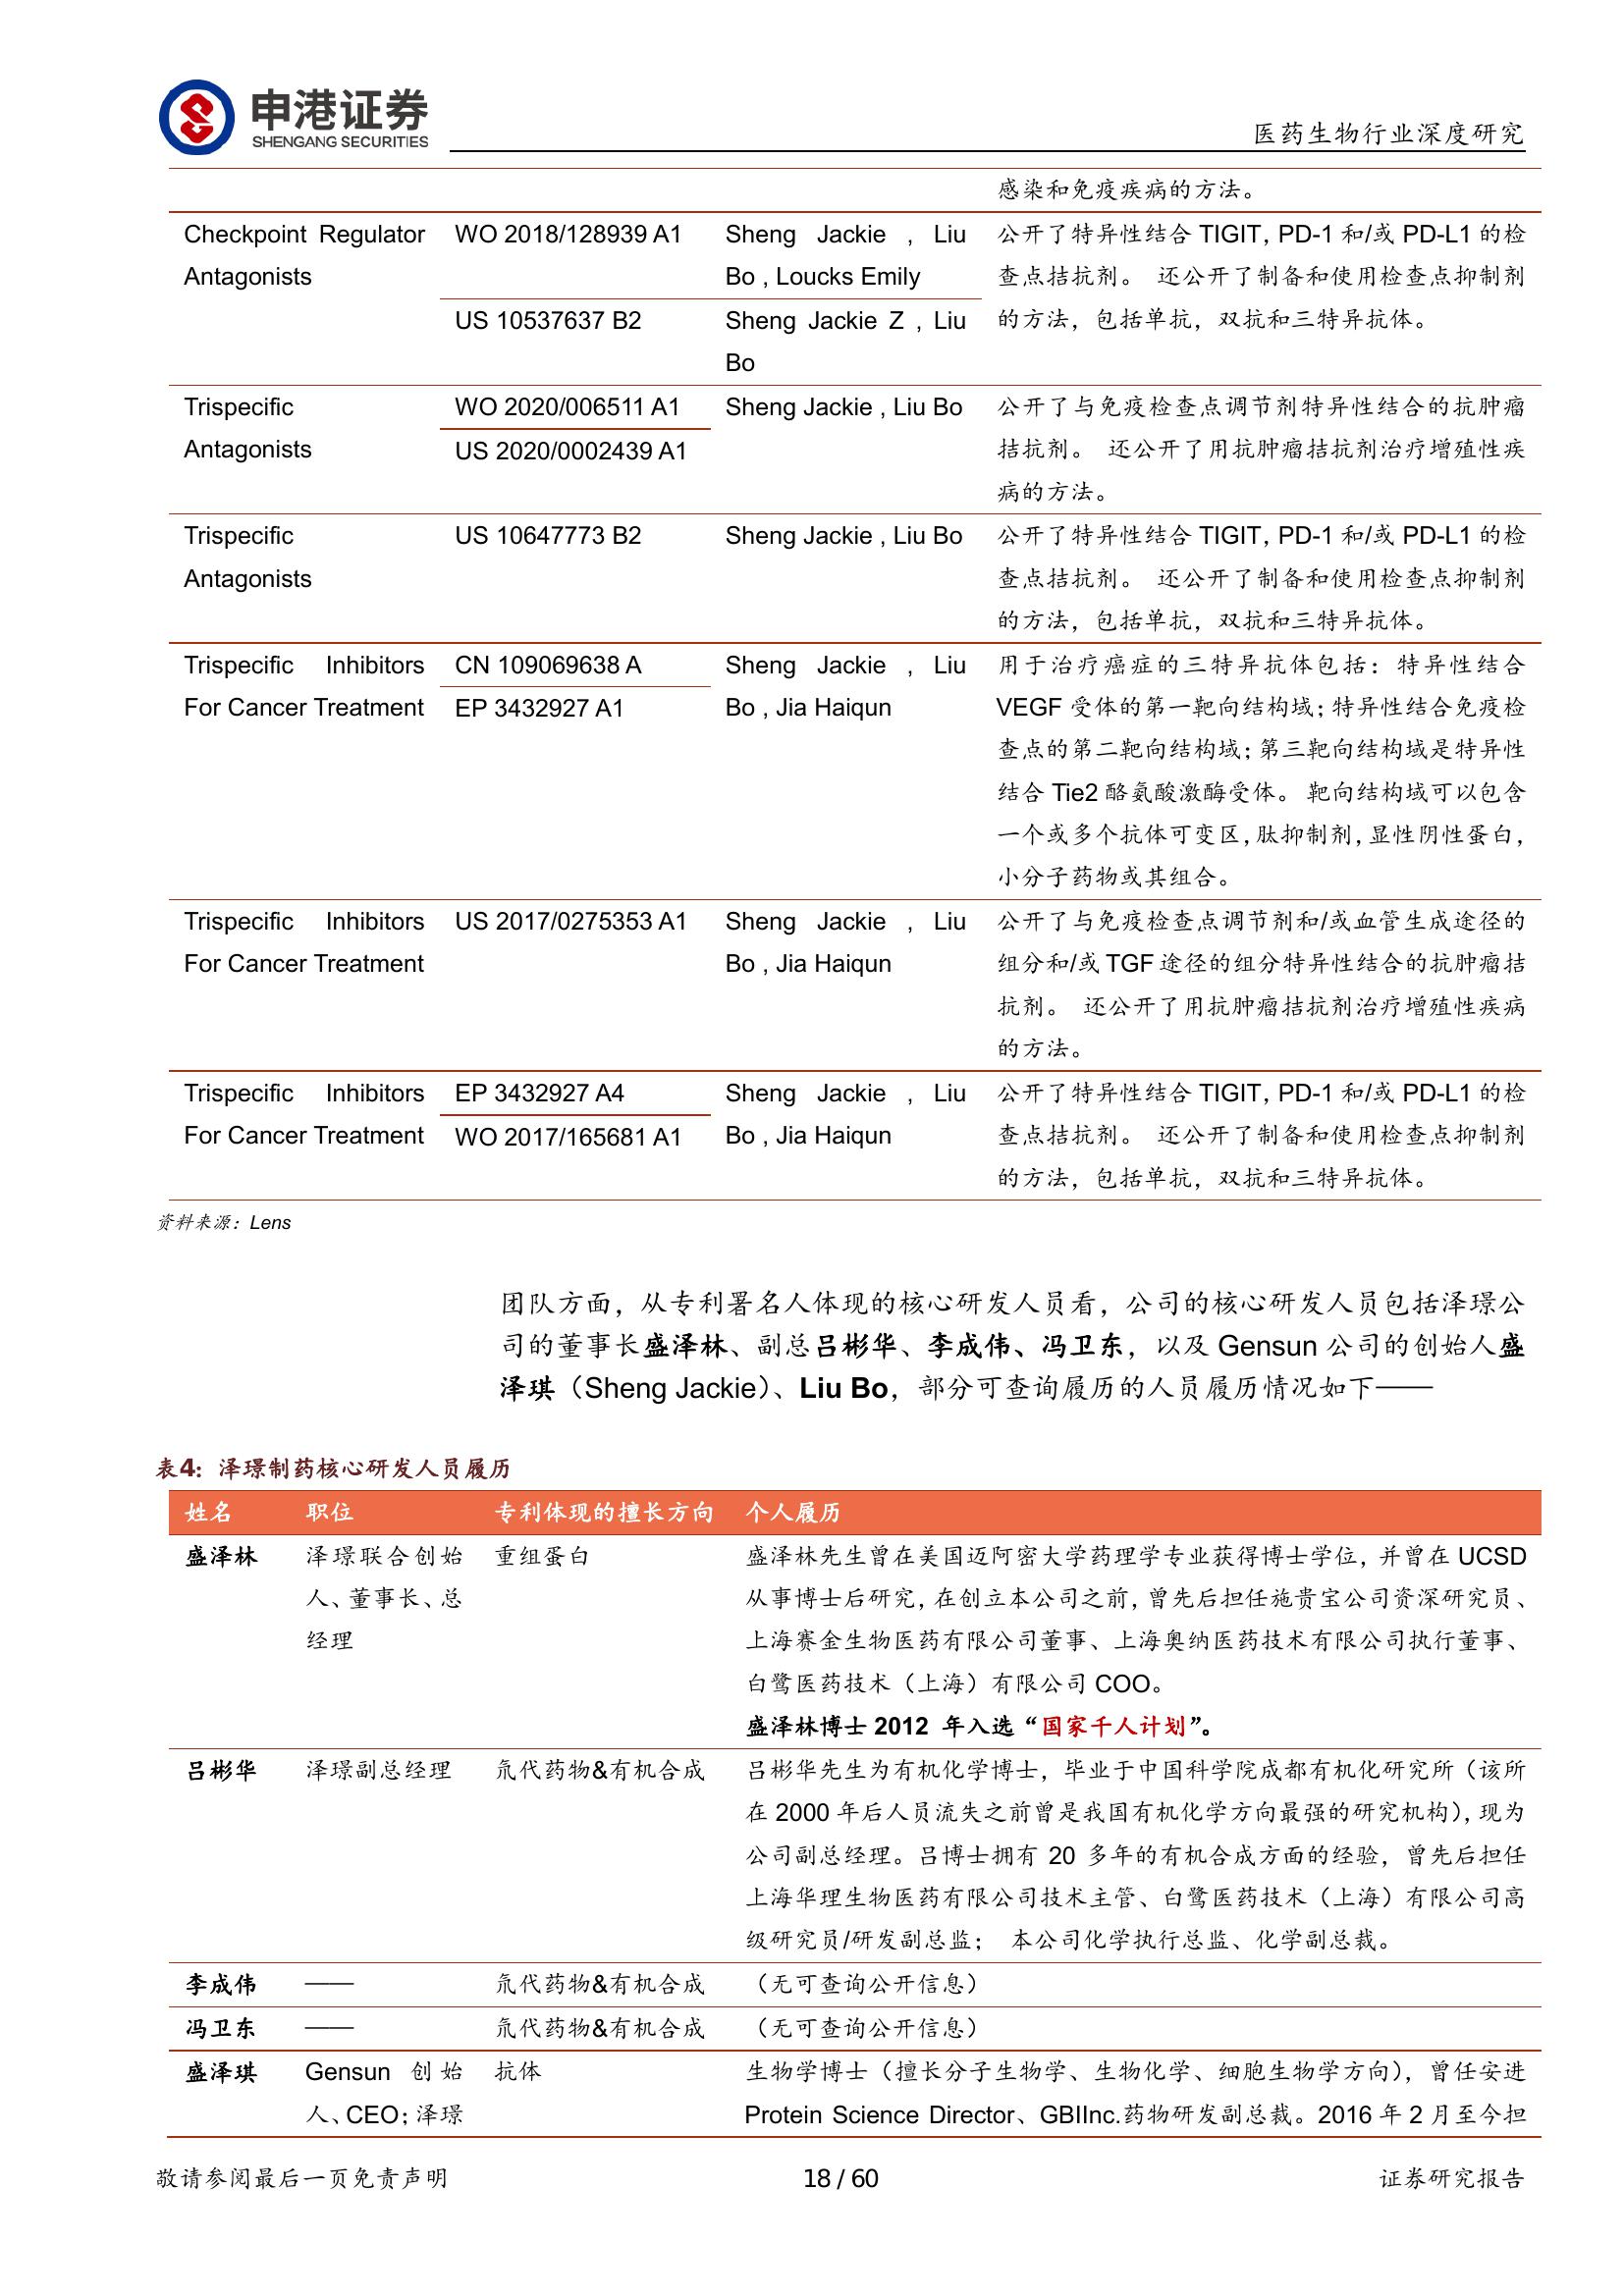 申港证券
SHENGANG SECURITIES
医药生物行业深度研究
感染和免疫疾病的方法。
Checkpoint Regulator
Antagonists
WO 2018/128939 A1
Sheng Jackie , Liu
Bo , Loucks Emily
US 10537637 B2
Sheng Jackie Z , Liu
Bo
公开了特异性结合 TIGIT，PD-1 和/或 PD-L1 的检
查点拮抗剂。 还公开了制备和使用检查点抑制剂
的方法，包括单抗，双抗和三特异抗体。
Trispecific
Antagonists
WO 2020/006511 A1
US 2020/0002439 A1
Sheng Jackie , Liu Bo
公开了与免疫检查点调节剂特异性结合的抗肿瘤
拮抗剂。 还公开了用抗肿瘤拮抗剂治疗增殖性疾
病的方法。
Trispecific
Antagonists
US 10647773 B2
Sheng Jackie , Liu Bo
公开了特异性结合 TIGIT，PD-1 和/或 PD-L1 的检
查点拮抗剂。 还公开了制备和使用检查点抑制剂
的方法，包括单抗，双抗和三特异抗体。
Trispecific Inhibitors
For Cancer Treatment
CN 109069638 A
EP 3432927 A1
Sheng Jackie , Liu
Bo , Jia Haiqun
用于治疗癌症的三特异抗体包括：特异性结合
VEGF 受体的第一靶向结构域；特异性结合免疫检
查点的第二靶向结构域；第三靶向结构域是特异性
结合 Tie2 酪氨酸激酶受体。 靶向结构域可以包含
一个或多个抗体可变区，肽抑制剂，显性阴性蛋白，
小分子药物或其组合。
Trispecific Inhibitors
For Cancer Treatment
US 2017/0275353 A1
Sheng Jackie , Liu
Bo , Jia Haiqun
公开了与免疫检查点调节剂和/或血管生成途径的
组分和/或 TGF 途径的组分特异性结合的抗肿瘤拮
抗剂。 还公开了用抗肿瘤拮抗剂治疗增殖性疾病
的方法。
Trispecific Inhibitors
For Cancer Treatment
EP 3432927 A4
WO 2017/165681 A1
Sheng Jackie , Liu
Bo , Jia Haiqun
公开了特异性结合 TIGIT，PD-1 和/或 PD-L1 的检
查点拮抗剂。 还公开了制备和使用检查点抑制剂
的方法，包括单抗，双抗和三特异抗体。
资料来源：Lens
团队方面，从专利署名人体现的核心研发人员看，公司的核心研发人员包括泽璟公
司的董事长盛泽林、副总吕彬华、李成伟、冯卫东，以及 Gensun 公司的创始人盛
泽琪（Sheng Jackie）、Liu Bo，部分可查询履历的人员履历情况如下——
表4：泽璟制药核心研发人员履历
姓名 职位 专利体现的擅长方向 个人履历
盛泽林
泽璟联合创始
人、董事长、总
经理
重组蛋白
盛泽林先生曾在美国迈阿密大学药理学专业获得博士学位，并曾在 UCSD
从事博士后研究，在创立本公司之前，曾先后担任施贵宝公司资深研究员、
上海赛金生物医药有限公司董事、上海奥纳医药技术有限公司执行董事、
白鹭医药技术（上海）有限公司 COO。
盛泽林博士 2012 年入选“国家千人计划”。
吕彬华 泽璟副总经理 氘代药物&有机合成
吕彬华先生为有机化学博士，毕业于中国科学院成都有机化研究所（该所
在 2000 年后人员流失之前曾是我国有机化学方向最强的研究机构），现为
公司副总经理。吕博士拥有 20 多年的有机合成方面的经验，曾先后担任
上海华理生物医药有限公司技术主管、白鹭医药技术（上海）有限公司高
级研究员/研发副总监； 本公司化学执行总监、化学副总裁。
李成伟 —— 氘代药物&有机合成 （无可查询公开信息）
冯卫东 —— 氘代药物&有机合成 （无可查询公开信息）
盛泽琪
Gensun 创始
人、CEO；泽璟
抗体
生物学博士（擅长分子生物学、生物化学、细胞生物学方向），曾任安进
Protein Science Director、GBIInc.药物研发副总裁。2016 年 2 月至今担
敬请参阅最后一页免责声明
18 / 60
证券研究报告